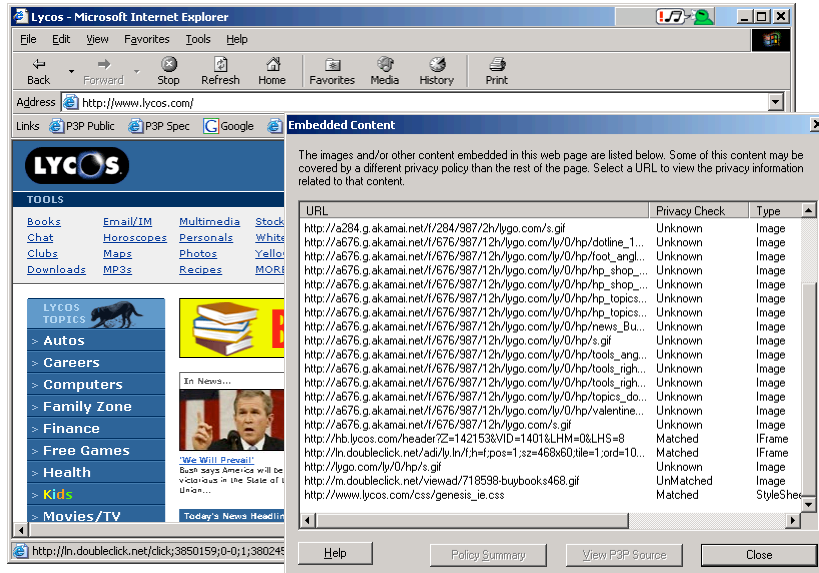 Lycos - Microsoft Internet Explorer
File Edit View Favorites Tools Help
Back Forward Stop Refresh Home Favorites Media History Print
Address http://www.lycos.com/
Links P3P Public P3P Spec Google
LYCOS
TOOLS
Books Email/IM Multimedia Stock
Chat Horoscopes Personals White
Clubs Maps Photos Yello
Downloads MP3s Recipes MORE
LYCOS
TOPICS
> Autos
> Careers
> Computers
> Family Zone
> Finance
> Free Games
> Health
> Kids
> Movies/TV
In News...
'We Will Prevail'
Bush says America will be
victorious in the State of
Union...
Today's News Headlin
http://ln.doubleclick.net/click;3850159;0-0;1;380245
Embedded Content
The images and/or other content embedded in this web page are listed below. Some of this content may be
covered by a different privacy policy than the rest of the page. Select a URL to view the privacy information
related to that content.
URL Privacy Check Type
http://a284.g.akamai.net/f/284/987/2h/lygo.com/s.gif Unknown Image
http://a676.g.akamai.net/f/676/987/12h/lygo.com/ly/0/hp/dotline_1... Unknown Image
http://a676.g.akamai.net/f/676/987/12h/lygo.com/ly/0/hp/foot_angl... Unknown Image
http://a676.g.akamai.net/f/676/987/12h/lygo.com/ly/0/hp/hp_shop_... Unknown Image
http://a676.g.akamai.net/f/676/987/12h/lygo.com/ly/0/hp/hp_shop_... Unknown Image
http://a676.g.akamai.net/f/676/987/12h/lygo.com/ly/0/hp/hp_topics... Unknown Image
http://a676.g.akamai.net/f/676/987/12h/lygo.com/ly/0/hp/hp_topics... Unknown Image
http://a676.g.akamai.net/f/676/987/12h/lygo.com/ly/0/hp/news_Bu... Unknown Image
http://a676.g.akamai.net/f/676/987/12h/lygo.com/ly/0/hp/s.gif Unknown Image
http://a676.g.akamai.net/f/676/987/12h/lygo.com/ly/0/hp/tools_ang... Unknown Image
http://a676.g.akamai.net/f/676/987/12h/lygo.com/ly/0/hp/tools_righ... Unknown Image
http://a676.g.akamai.net/f/676/987/12h/lygo.com/ly/0/hp/tools_righ... Unknown Image
http://a676.g.akamai.net/f/676/987/12h/lygo.com/ly/0/hp/topics_do... Unknown Image
http://a676.g.akamai.net/f/676/987/12h/lygo.com/ly/0/hp/valentine... Unknown Image
http://a676.g.akamai.net/f/676/987/12h/lygo.com/s.gif Unknown Image
http://hb.lycos.com/header?Z=142153&VID=1401&LHM=0&LHS=8 Matched IFrame
http://ln.doubleclick.net/adi/ly.ln/f;h=f;pos=1;sz=468x60;tile=1;ord=10... Matched IFrame
http://lygo.com/ly/0/hp/s.gif Unknown Image
http://m.doubleclick.net/viewad/718598-buybooks468.gif UnMatched Image
http://www.lycos.com/css/genesis_ie.css Matched StyleShee
Help Policy Summary View P3P Source Close